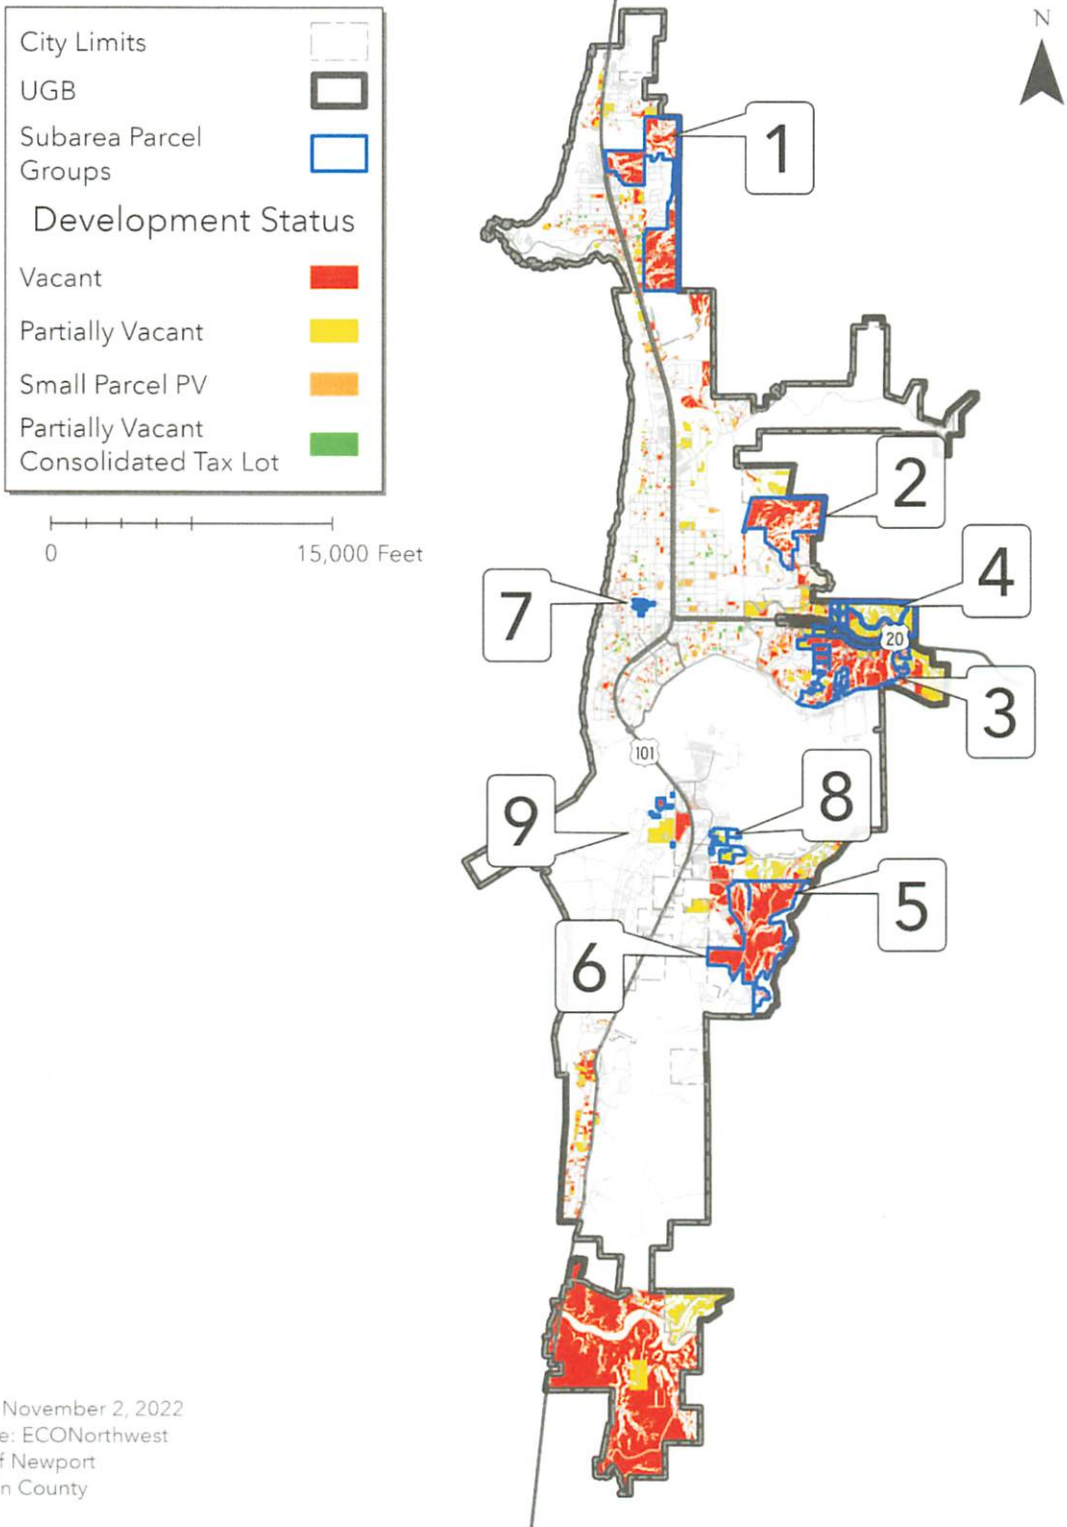 City Limits
UGB
Subarea Parcel
Groups
Development Status
Vacant
Partially Vacant
Small Parcel PV
Partially Vacant
Consolidated Tax Lot
0 15,000 Feet
N
1
2
4
7
20
3
101
8
9
5
6
November 2, 2022
e: ECONorthwest
f Newport
n County